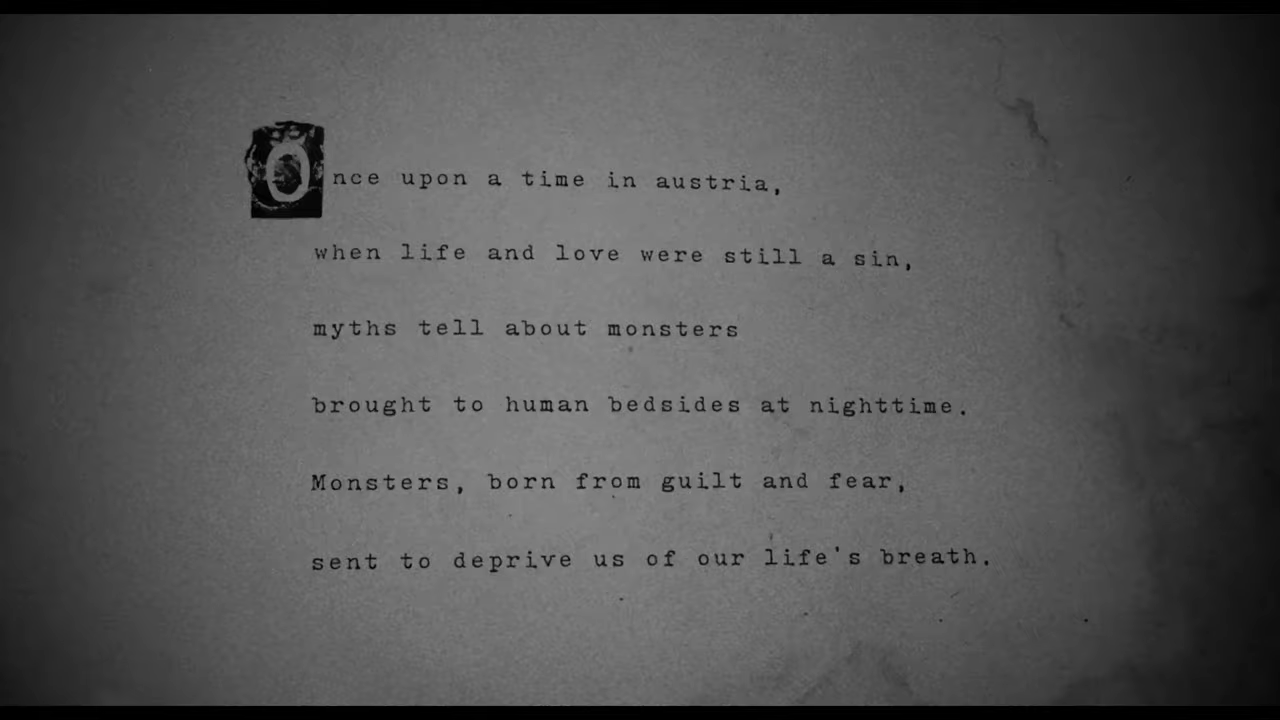 Once upon a time in austria,
when life and love were still a sin,
myths tell about monsters
brought to human bedsides at nighttime.
Monsters, born from guilt and fear,
sent to deprive us of our life's breath.